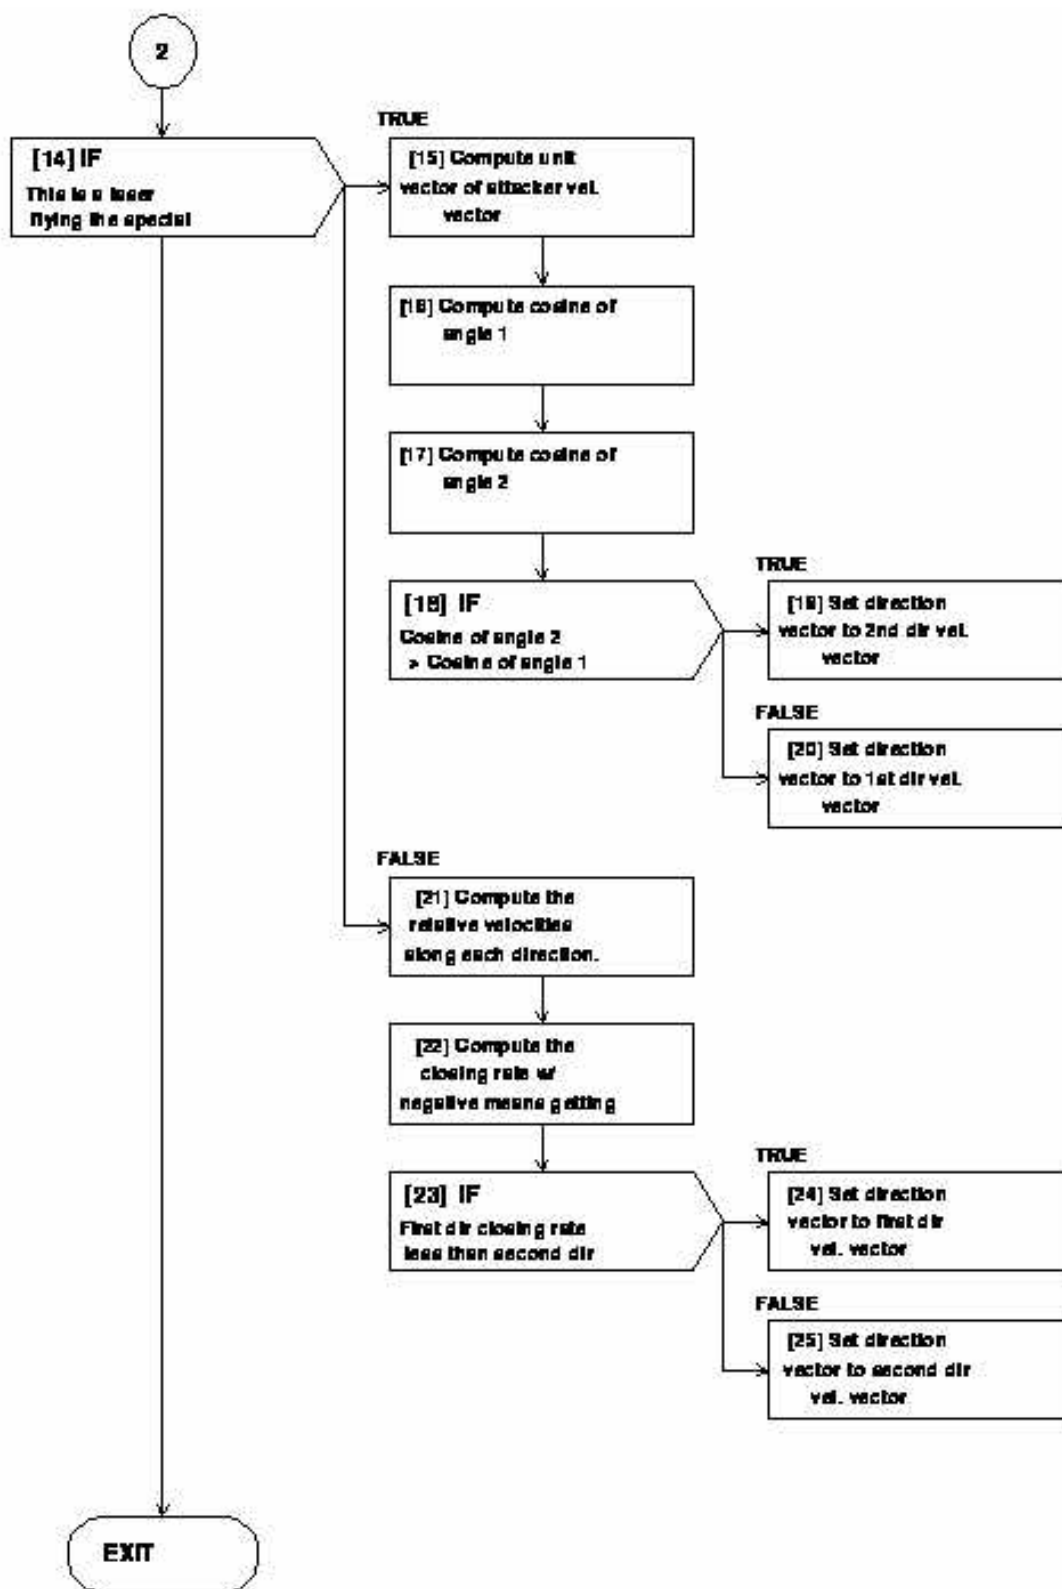 2
TRUE
[14] IF
This is a laser
flying the special
[15] Compute unit
vector of attacker vel.
vector
[16] Compute cosine of
angle 1
[17] Compute cosine of
angle 2
[18] IF
Cosine of angle 2
> Cosine of angle 1
TRUE
[19] Set direction
vector to 2nd dir vel.
vector
FALSE
[20] Set direction
vector to 1st dir vel.
vector
FALSE
[21] Compute the
relative velocities
along each direction.
[22] Compute the
closing rate w/
negative means getting
[23] IF
First dir closing rate
less than second dir
TRUE
[24] Set direction
vector to first dir
vel. vector
FALSE
[25] Set direction
vector to second dir
vel. vector
EXIT